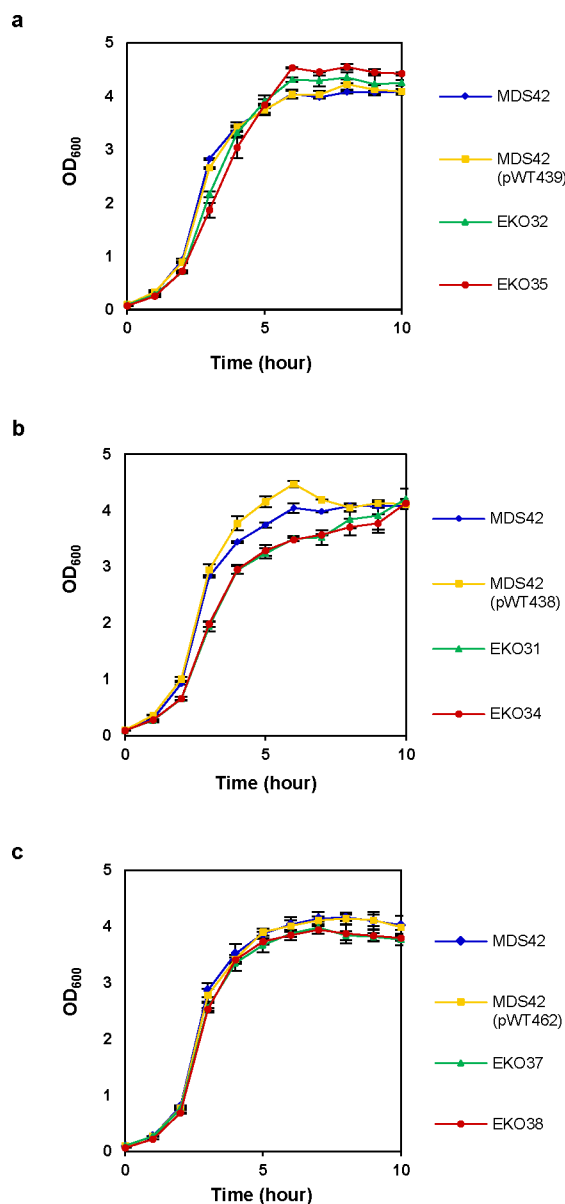 a
5
4
3
2
1
0
OD600
0
5
10
Time (hour)
MDS42
MDS42
(pWT439)
EKO32
EKO35
b
5
4
3
2
1
0
OD600
0
5
10
Time (hour)
MDS42
MDS42
(pWT438)
EKO31
EKO34
c
5
4
3
2
1
0
OD600
0
5
10
Time (hour)
MDS42
MDS42
(pWT462)
EKO37
EKO38